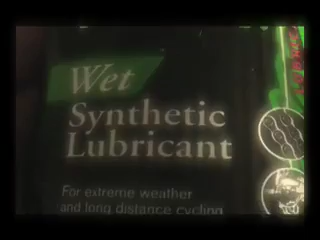 Wet
Synthetic
Lubricant
For extreme weather
and long distance cycling